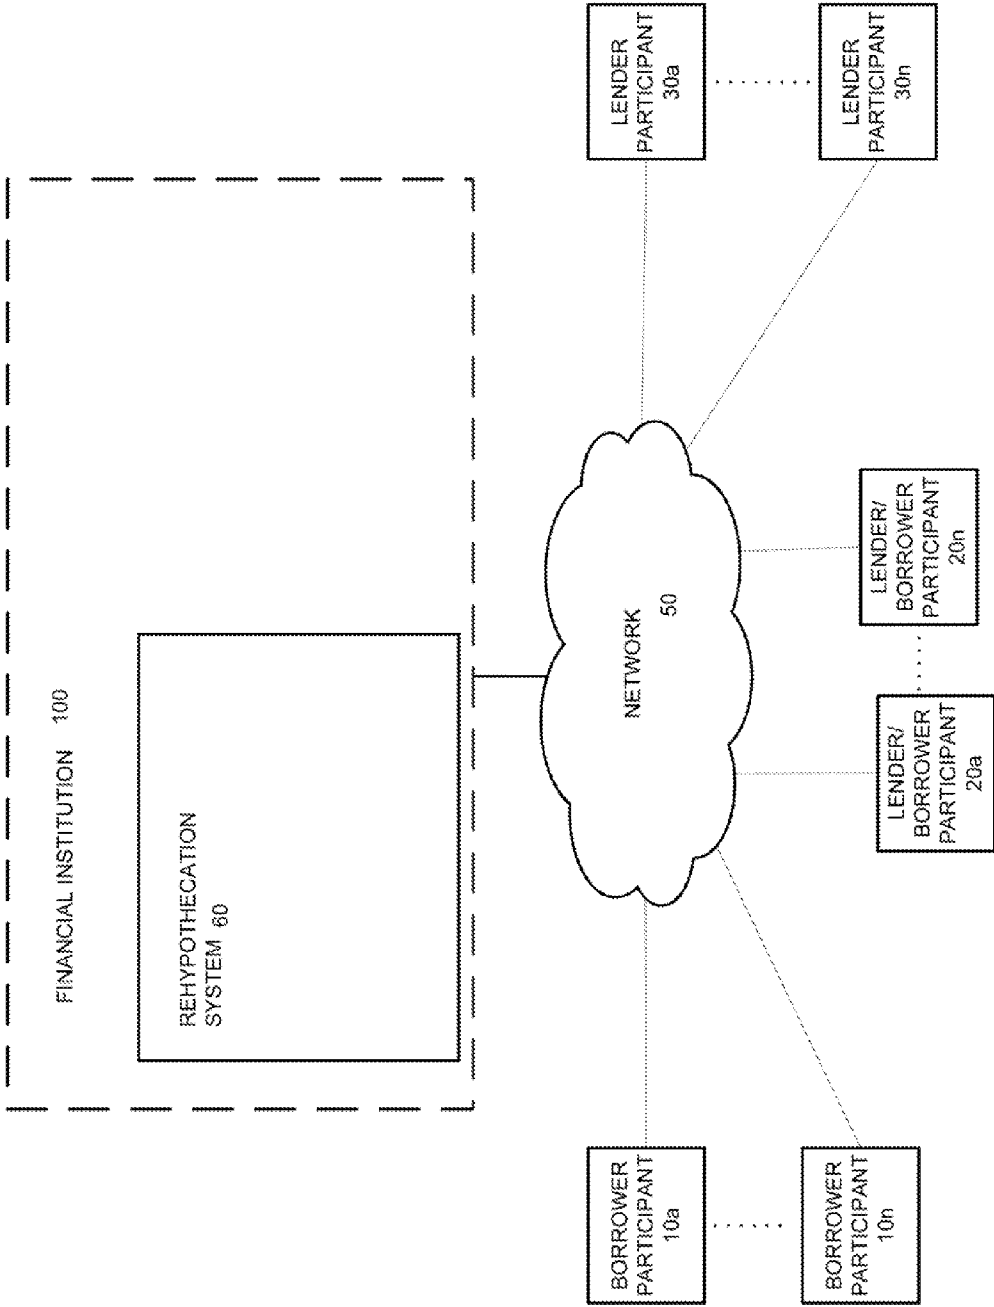 FINANCIAL INSTITUTION 100
REHYPOTHECATION
SYSTEM 60
NETWORK
50
BORROWER
PARTICIPANT
10a
BORROWER
PARTICIPANT
10n
LENDER/
BORROWER
PARTICIPANT
20a
LENDER/
BORROWER
PARTICIPANT
20n
LENDER
PARTICIPANT
30a
LENDER
PARTICIPANT
30n